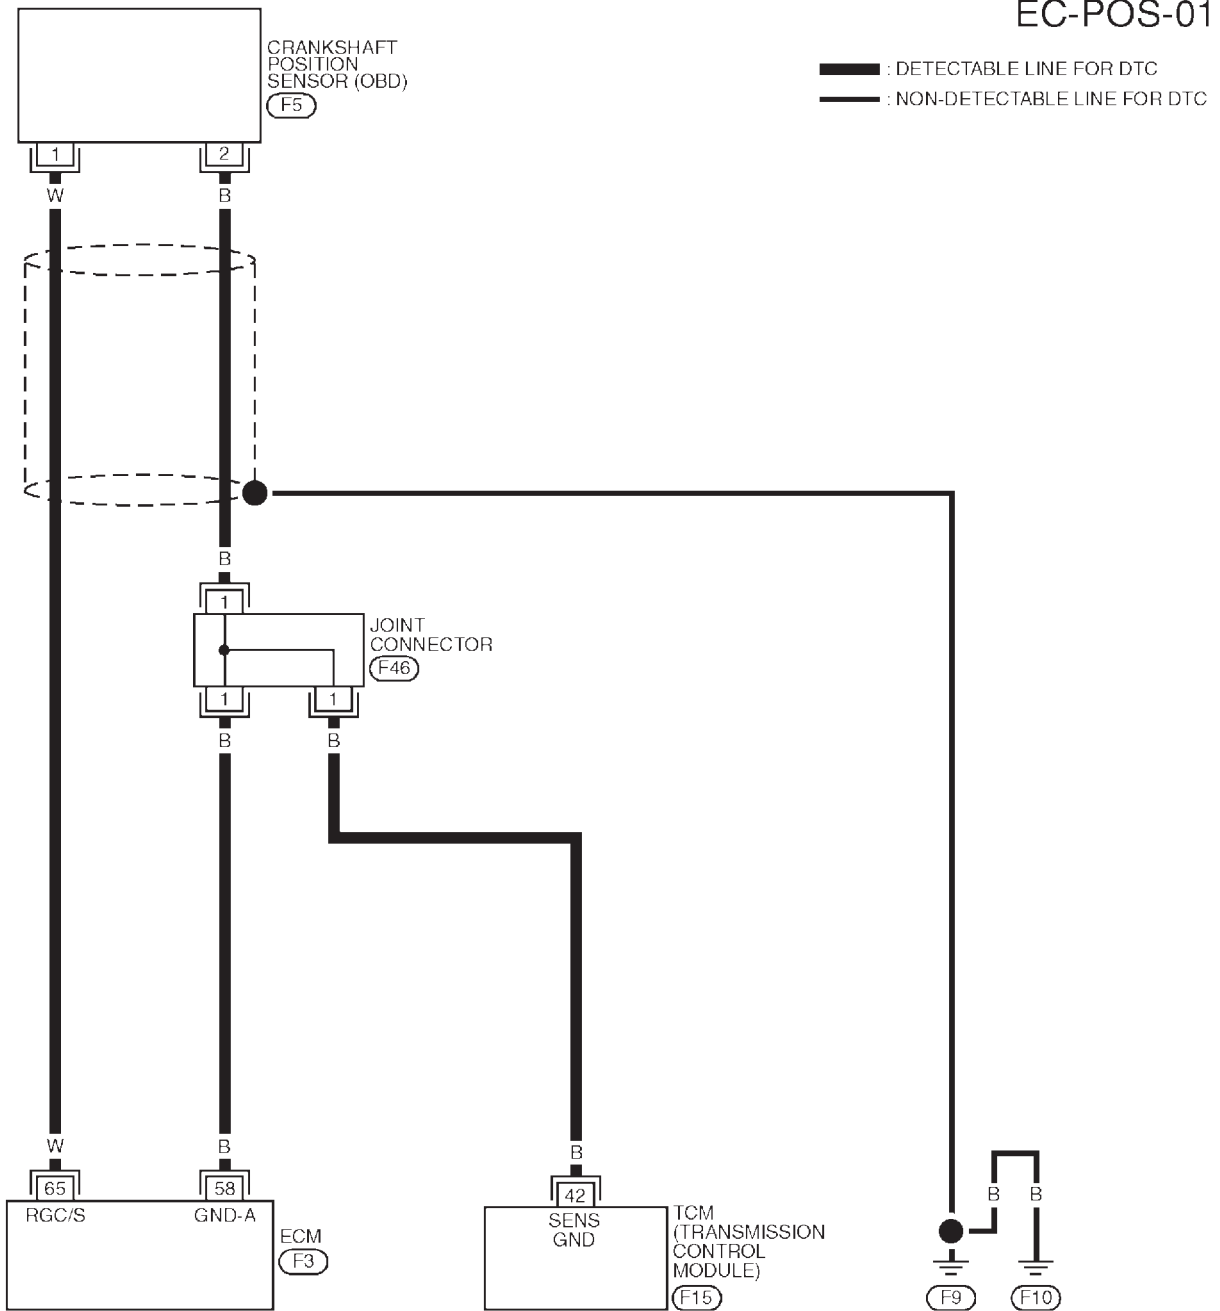 EC-POS-01
CRANKSHAFT
POSITION
SENSOR (OBD)
F5
: DETECTABLE LINE FOR DTC
: NON-DETECTABLE LINE FOR DTC
1 2
W B
B
1
JOINT
CONNECTOR
F46
1 1
B B
W B B
65 58 42
RGC/S GND-A
ECM
F3
SENS
GND
TCM
(TRANSMISSION
CONTROL
MODULE)
F15
B B
F9 F10